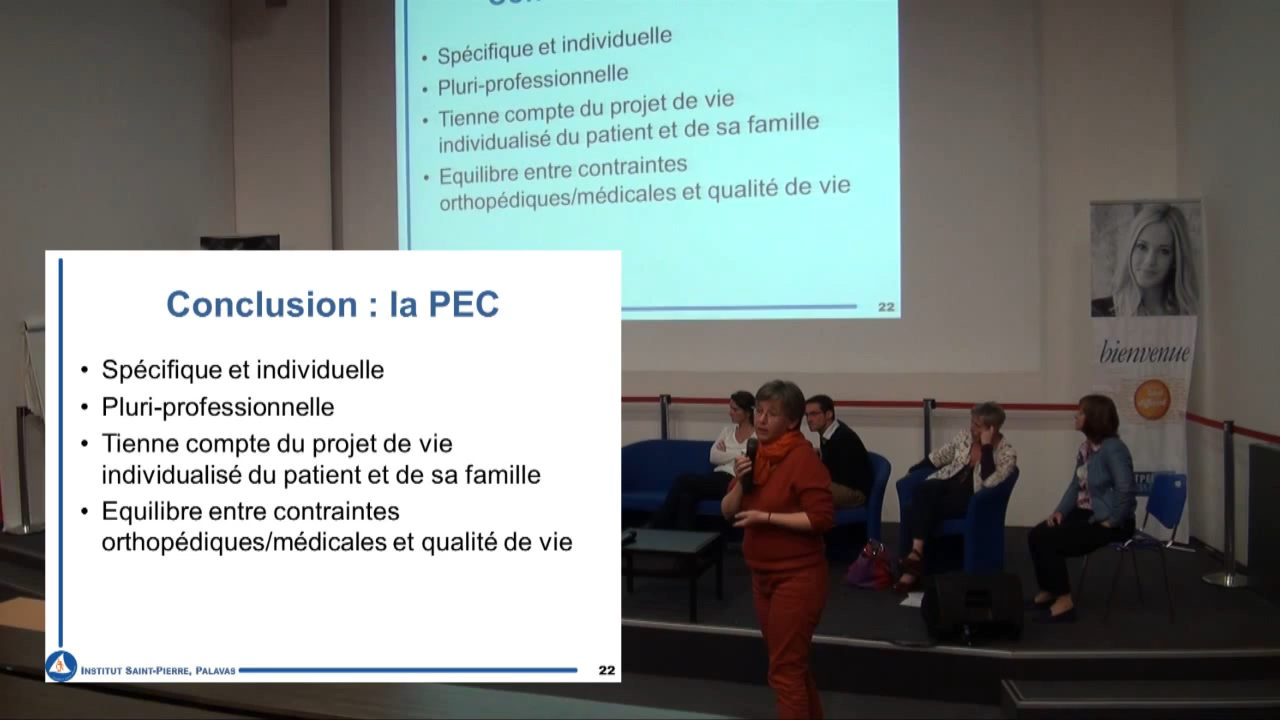 • Spécifique et individuelle
• Pluri-professionnelle
• Tienne compte du projet de vie
individualisé du patient et de sa famille
• Equilibre entre contraintes
orthopédiques/médicales et qualité de vie
22
Conclusion : la PEC
• Spécifique et individuelle
• Pluri-professionnelle
• Tienne compte du projet de vie
individualisé du patient et de sa famille
• Equilibre entre contraintes
orthopédiques/médicales et qualité de vie
INSTITUT SAINT-PIERRE, PALAVAS
22
bienvenue